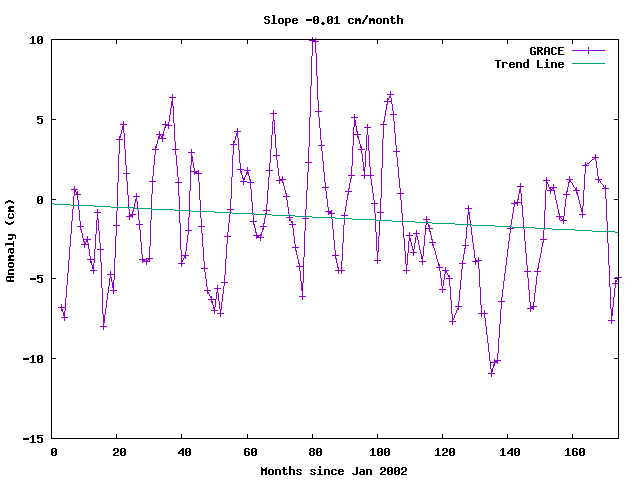 Slope -0.01 cm/month
GRACE
Trend Line
10
5
0
-5
-10
-15
Anomaly (cm)
0 20 40 60 80 100 120 140 160
Months since Jan 2002